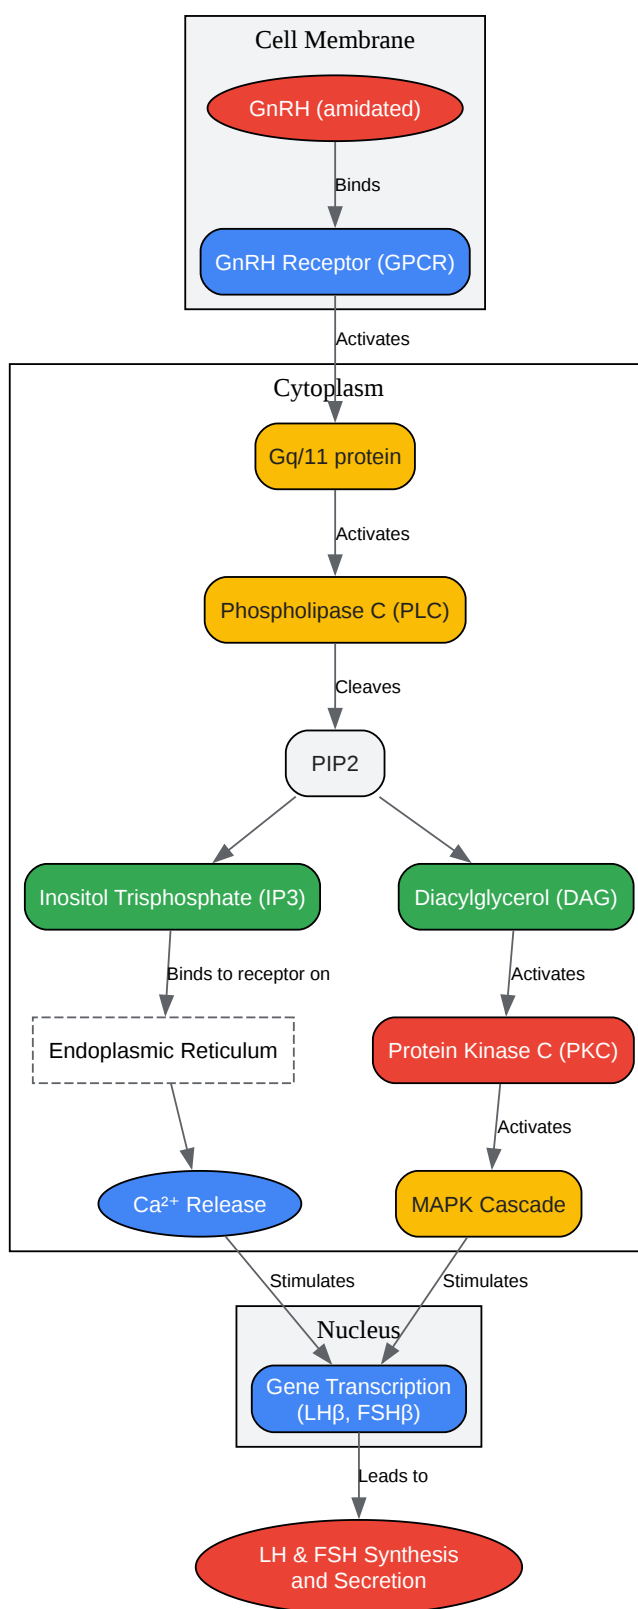 Cell Membrane
GnRH (amidated)
Binds
GnRH Receptor (GPCR)
Activates
Cytoplasm
Gq/11 protein
Activates
Phospholipase C (PLC)
Cleaves
PIP2
Inositol Trisphosphate (IP3)
Diacylglycerol (DAG)
Binds to receptor on
Activates
Endoplasmic Reticulum
Protein Kinase C (PKC)
Activates
Ca²⁺ Release
MAPK Cascade
Stimulates
Stimulates
Nucleus
Gene Transcription
(LHβ, FSHβ)
Leads to
LH & FSH Synthesis
and Secretion